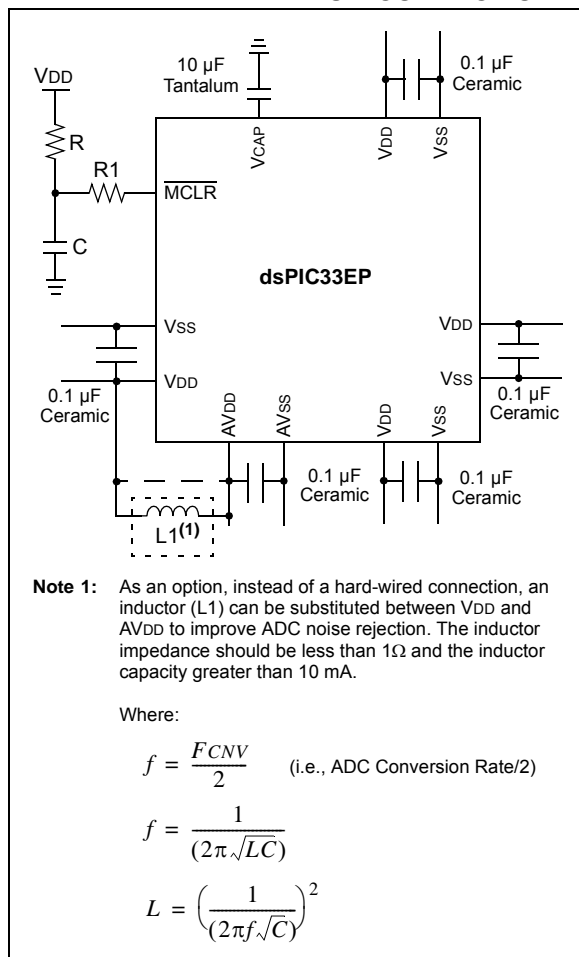 10 µF
Tantalum
0.1 µF
Ceramic
VDD
R
R1
C
VCAP
VDD
VSS
MCLR
dsPIC33EP
VSS
VDD
VDD
VSS
0.1 µF
Ceramic
0.1 µF
Ceramic
AVDD
AVSS
VDD
VSS
0.1 µF
Ceramic
0.1 µF
Ceramic
L1(1)
Note 1: As an option, instead of a hard-wired connection, an
inductor (L1) can be substituted between VDD and
AVDD to improve ADC noise rejection. The inductor
impedance should be less than 1Ω and the inductor
capacity greater than 10 mA.
Where:
f = FCNV / 2 (i.e., ADC Conversion Rate/2)
f = 1 / (2π√LC)
L = (1 / (2πf√C))²